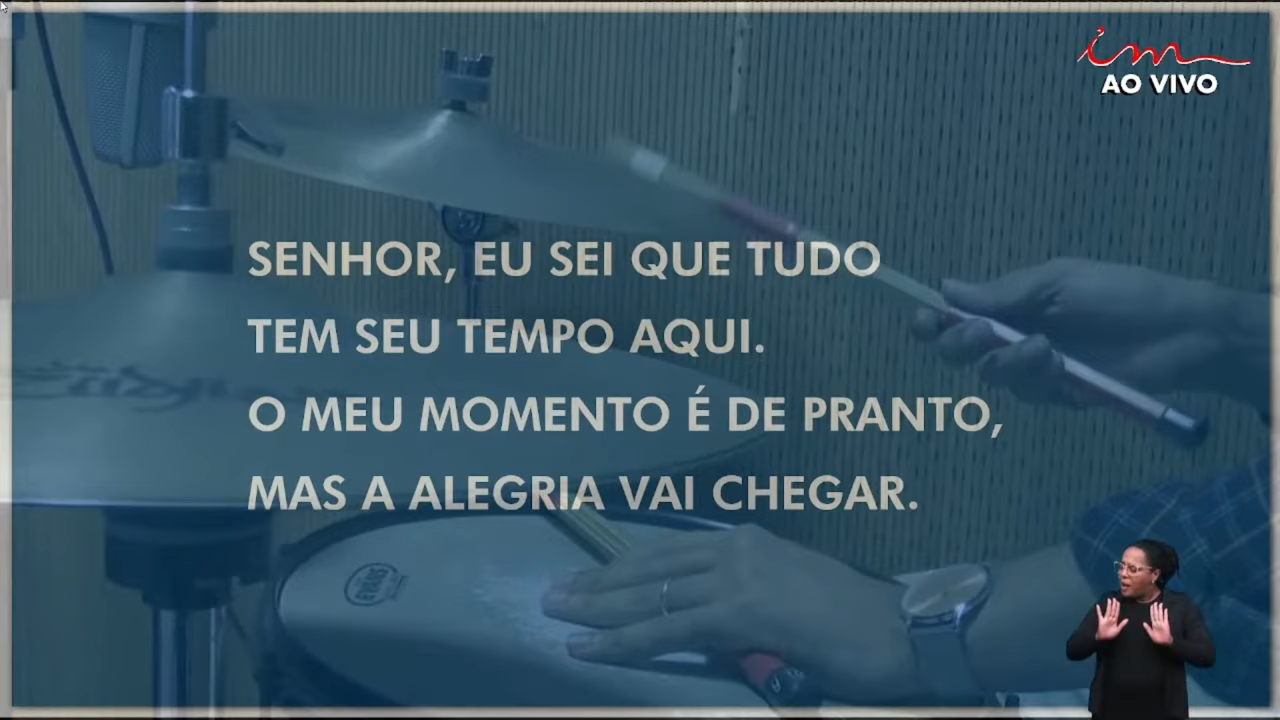 im
AO VIVO
SENHOR, EU SEI QUE TUDO
TEM SEU TEMPO AQUI.
O MEU MOMENTO É DE PRANTO,
MAS A ALEGRIA VAI CHEGAR.
EVANS